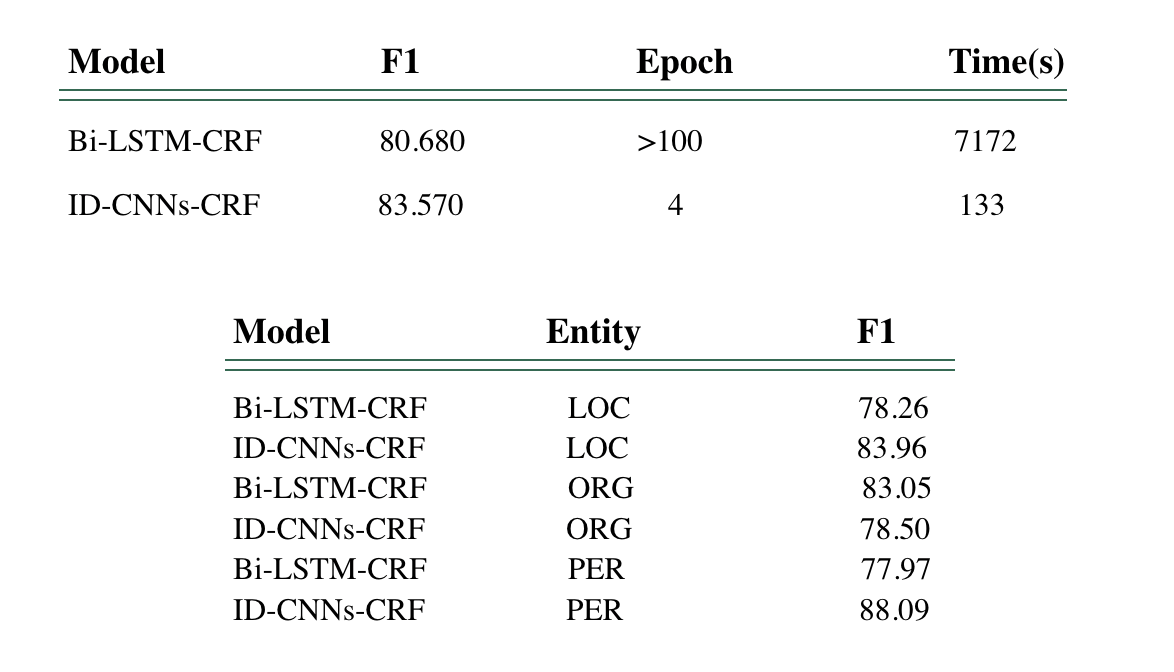 Model F1 Epoch Time(s)
Bi-LSTM-CRF 80.680 >100 7172
ID-CNNs-CRF 83.570 4 133
Model Entity F1
Bi-LSTM-CRF LOC 78.26
ID-CNNs-CRF LOC 83.96
Bi-LSTM-CRF ORG 83.05
ID-CNNs-CRF ORG 78.50
Bi-LSTM-CRF PER 77.97
ID-CNNs-CRF PER 88.09